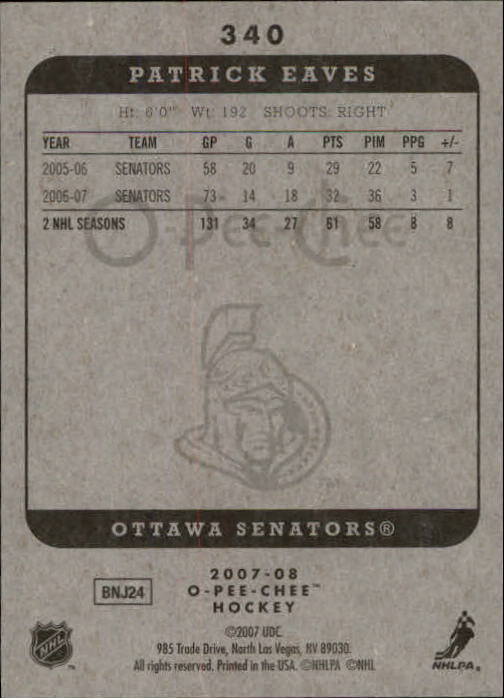 340
PATRICK EAVES
Ht: 6'0" Wt: 192 SHOOTS: RIGHT
YEAR TEAM GP G A PTS PIM PPG +/-
2005-06 SENATORS 58 20 9 29 22 5 7
2006-07 SENATORS 73 14 18 32 36 3 1
2 NHL SEASONS 131 34 27 61 58 8 8
O-Pee-Chee
OTTAWA SENATORS®
2007-08
BNJ24 O-PEE-CHEE™
HOCKEY
©2007 UDC.
985 Trade Drive, North Las Vegas, NV 89030.
All rights reserved. Printed in the USA. ©NHLPA ©NHL
NHL ™
NHLPA®